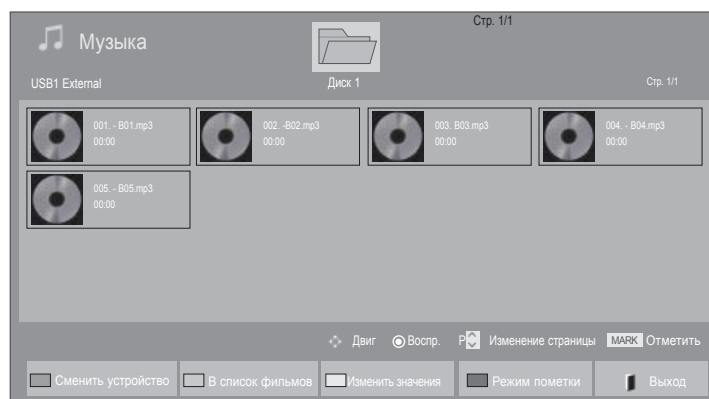 Стр. 1/1
Музыка
USB1 External
Диск 1
Стр. 1/1
001. - B01.mp3
00:00
002. -B02.mp3
00:00
003. B03.mp3
00:00
004. - B04.mp3
00:00
005. - B05.mp3
00:00
Двиг Воспр. P Изменение страницы MARK Отметить
Сменить устройство В список фильмов Изменить значения Режим пометки Выход